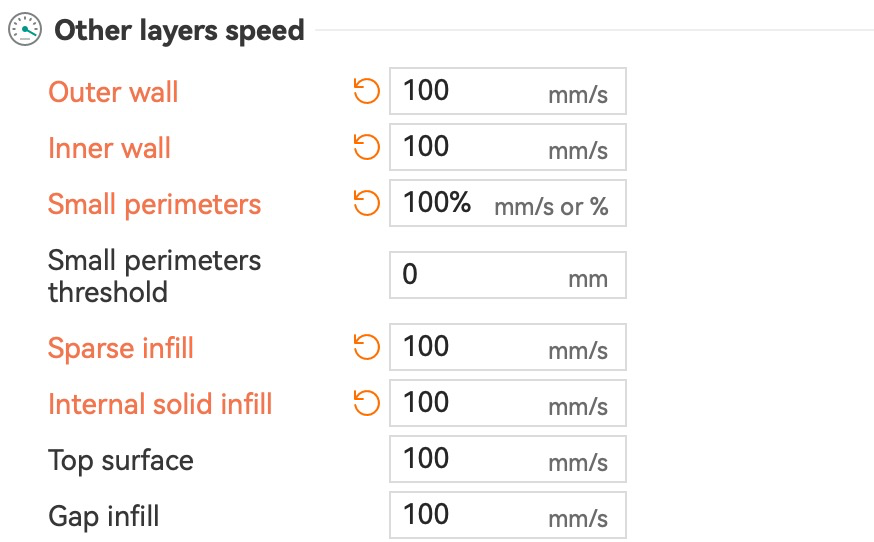 Other layers speed
Outer wall 100 mm/s
Inner wall 100 mm/s
Small perimeters 100% mm/s or %
Small perimeters
threshold 0 mm
Sparse infill 100 mm/s
Internal solid infill 100 mm/s
Top surface 100 mm/s
Gap infill 100 mm/s